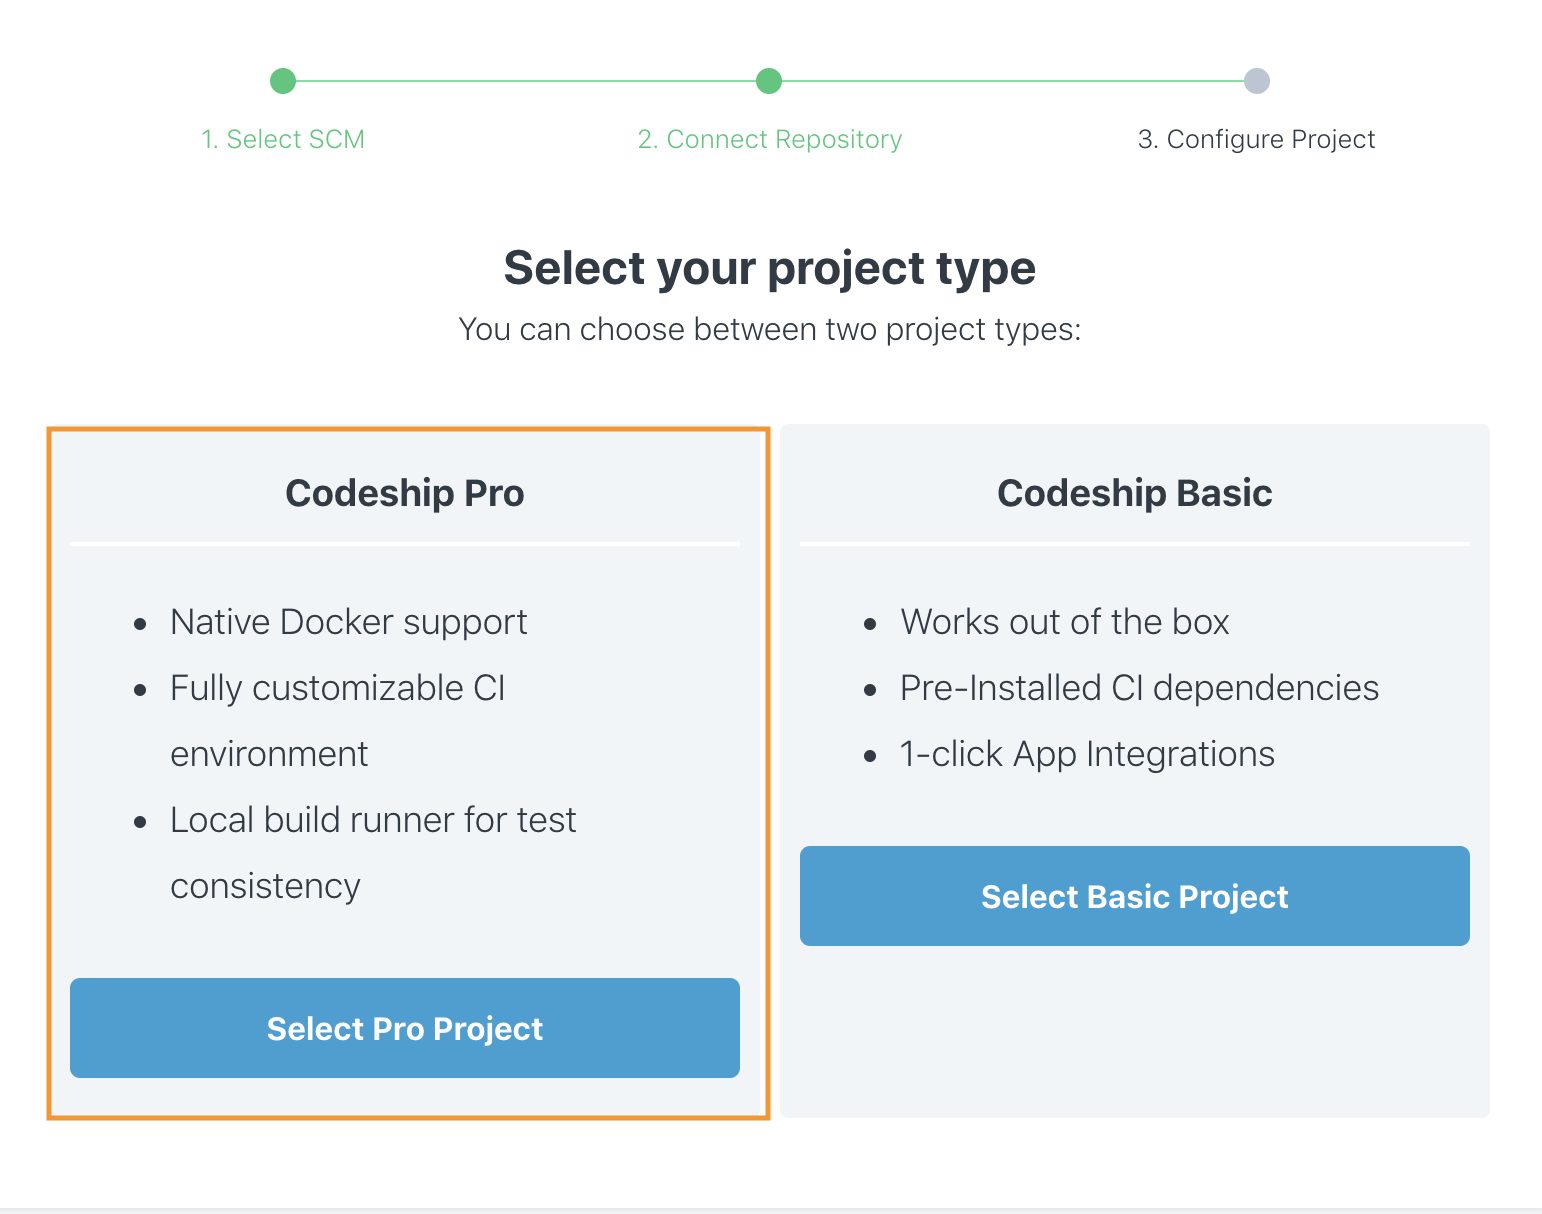 1. Select SCM
2. Connect Repository
3. Configure Project
Select your project type
You can choose between two project types:
Codeship Pro
Native Docker support
Fully customizable CI
environment
Local build runner for test
consistency
Select Pro Project
Codeship Basic
Works out of the box
Pre-Installed CI dependencies
1-click App Integrations
Select Basic Project